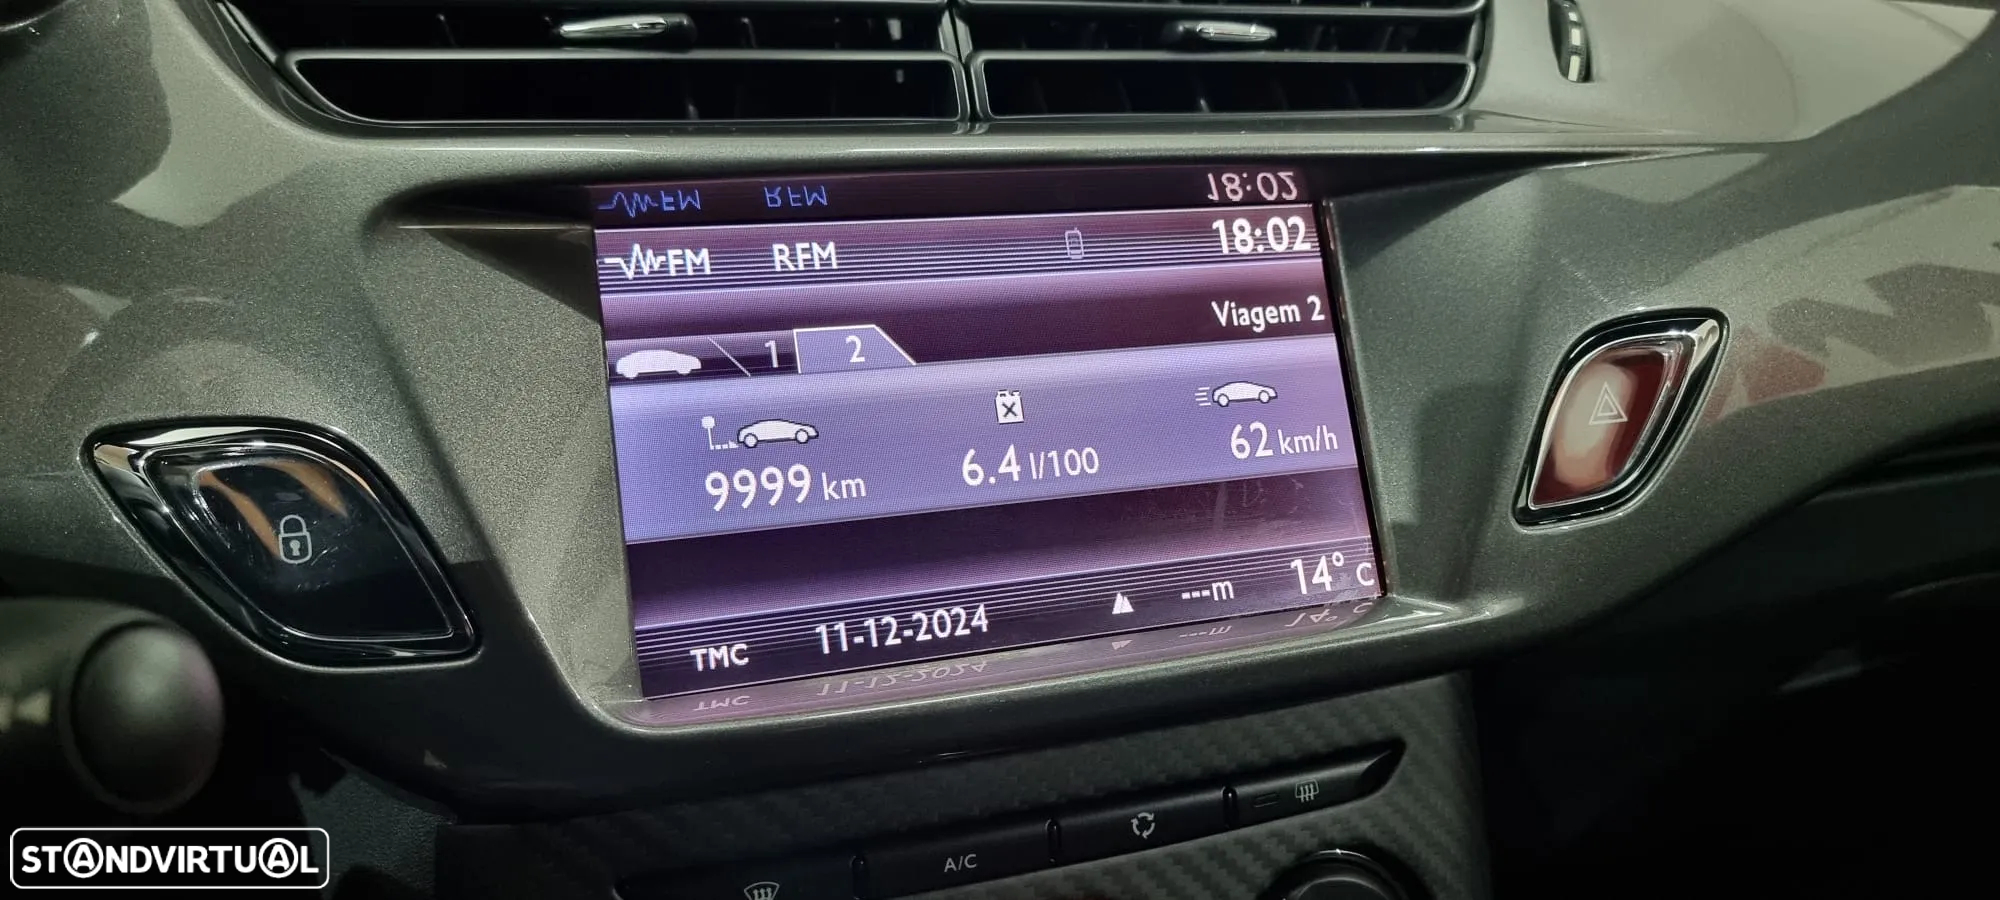 FM RFM 18:02
Viagem 2
1 2
9999 km 6.4 l/100 62 km/h
TMC 11-12-2024 ---m 14° C
A/C
STANDVIRTUAL